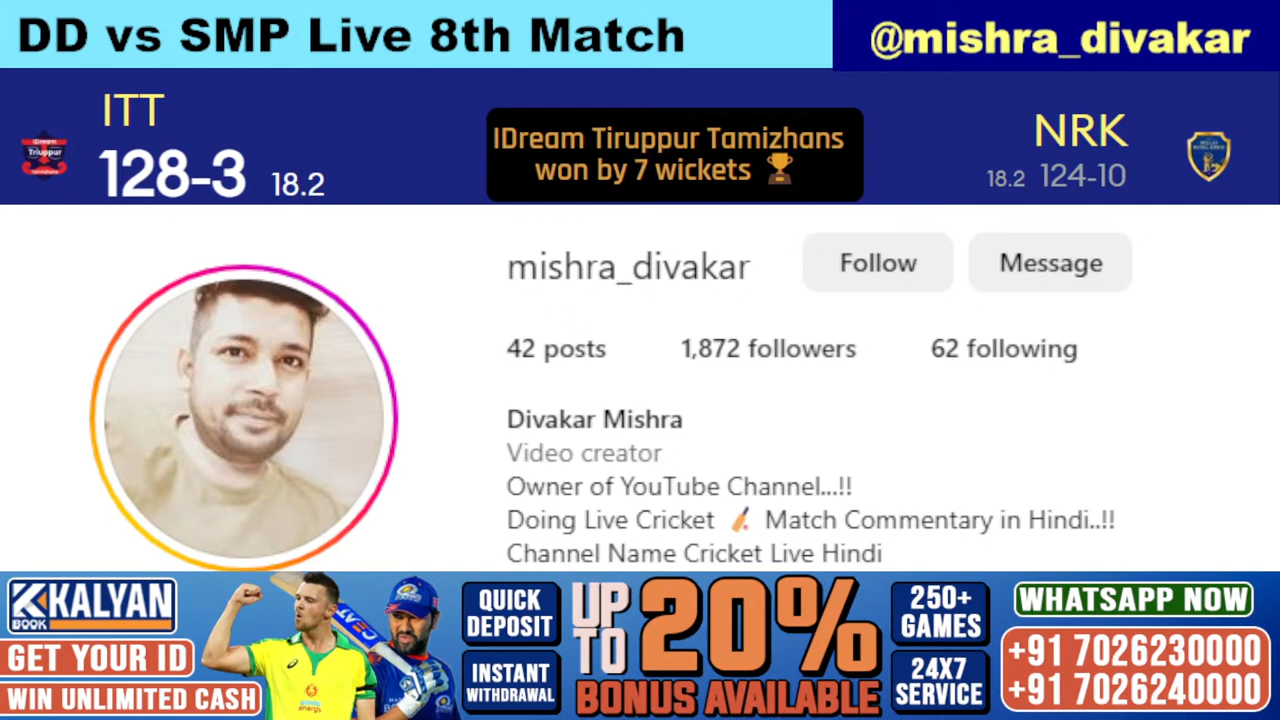 DD vs SMP Live 8th Match
@mishra_divakar
ITT
128-3 18.2
IDream
Tiruppur
Tamizhans
IDream Tiruppur Tamizhans
won by 7 wickets 🏆
NRK
18.2 124-10
mishra_divakar
Follow
Message
42 posts
1,872 followers
62 following
Divakar Mishra
Video creator
Owner of YouTube Channel...!!
Doing Live Cricket 🏏 Match Commentary in Hindi..!!
Channel Name Cricket Live Hindi
KALYAN
BOOK
GET YOUR ID
WIN UNLIMITED CASH
CEAT
QUICK
DEPOSIT
INSTANT
WITHDRAWAL
UP
TO
20%
BONUS AVAILABLE
250+
GAMES
24X7
SERVICE
WHATSAPP NOW
+91 7026230000
+91 7026240000